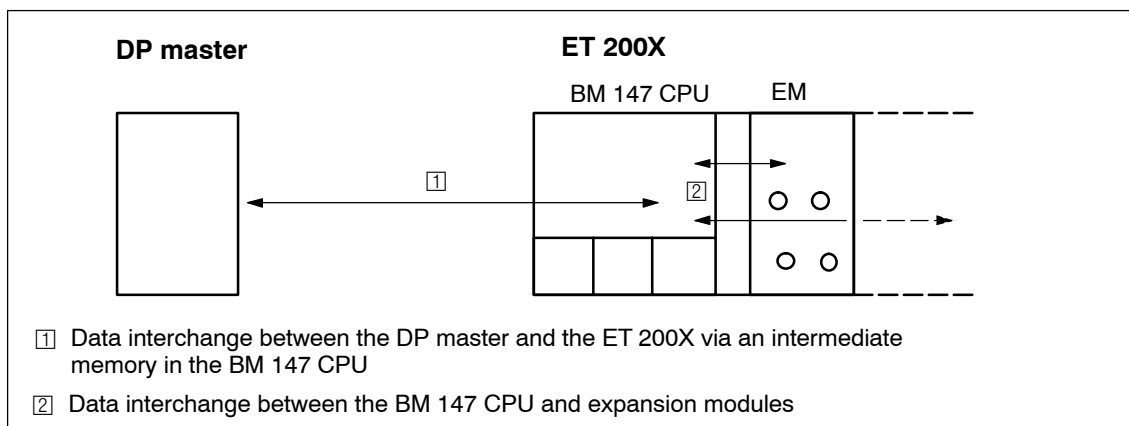 DP master
ET 200X
BM 147 CPU
EM
1
2
1 Data interchange between the DP master and the ET 200X via an intermediate
memory in the BM 147 CPU
2 Data interchange between the BM 147 CPU and expansion modules